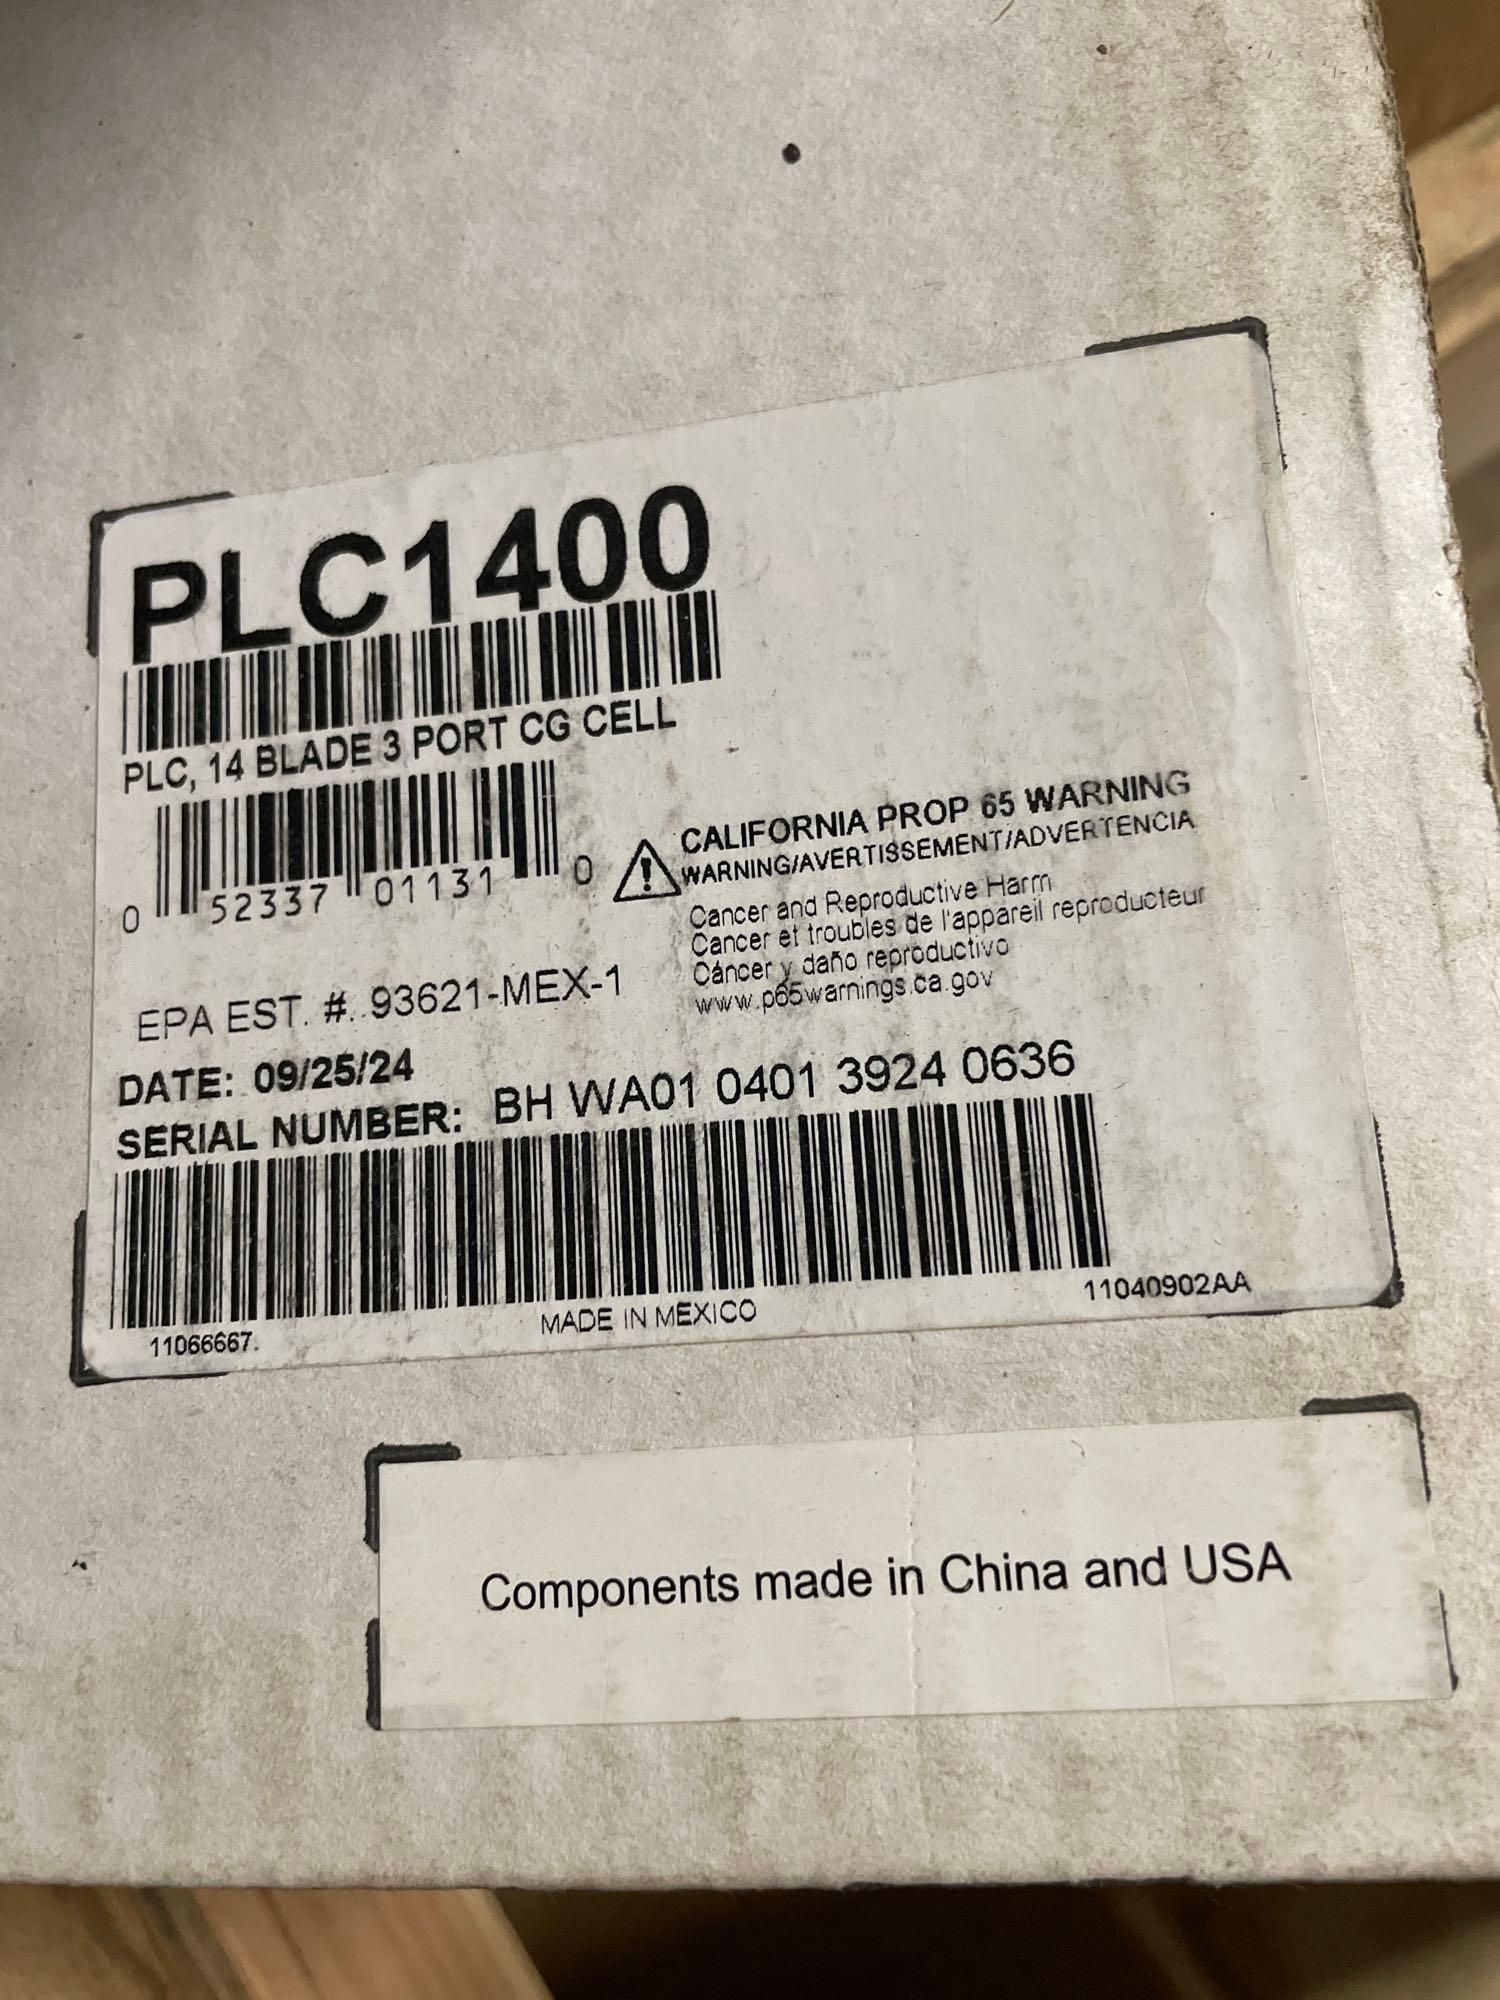 PLC1400
PLC, 14 BLADE 3 PORT CG CELL
0 52337 01131 0
CALIFORNIA PROP 65 WARNING
WARNING/AVERTISSEMENT/ADVERTENCIA
Cancer and Reproductive Harm
Cancer et troubles de l'appareil reproducteur
Cáncer y daño reproductivo
www.p65warnings.ca.gov
EPA EST. #. 93621-MEX-1
DATE: 09/25/24
SERIAL NUMBER: BH WA01 0401 3924 0636
11066667. MADE IN MEXICO 11040902AA
Components made in China and USA